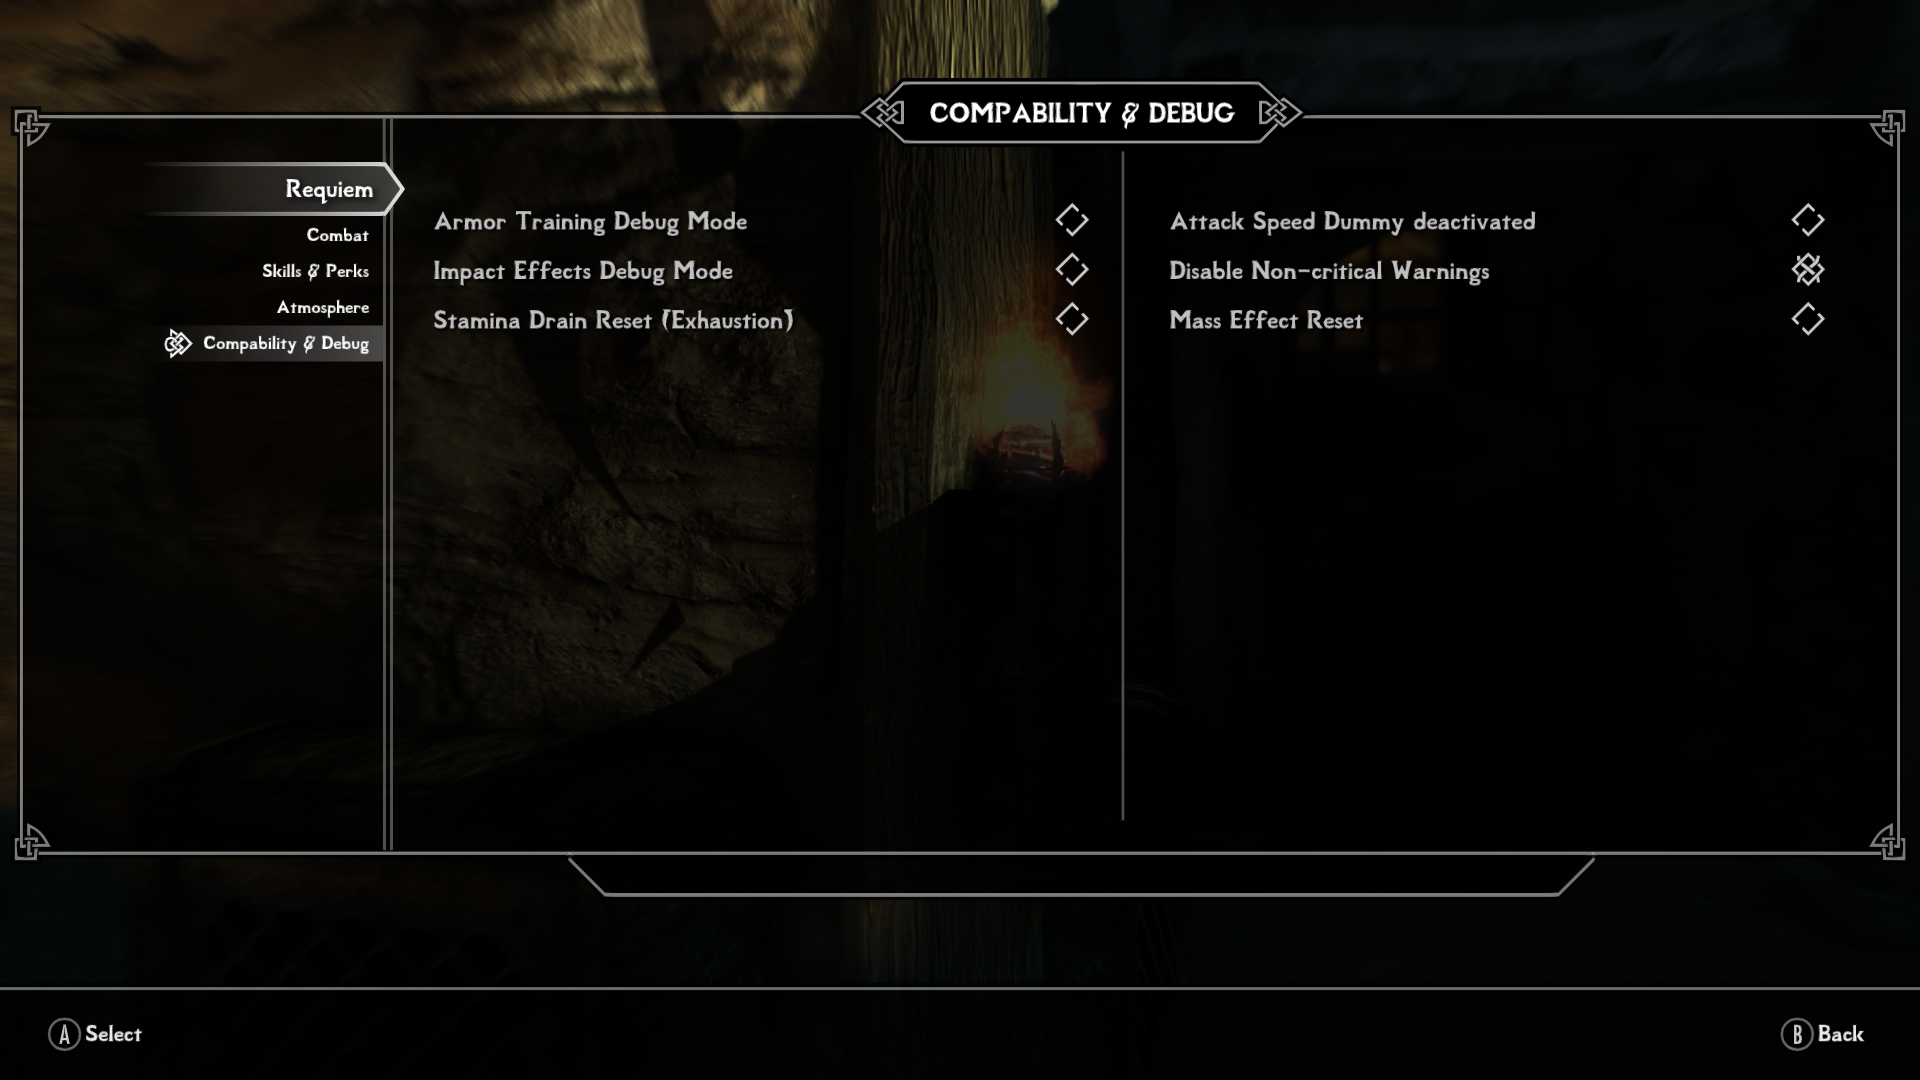 COMPABILITY & DEBUG
Requiem
Combat
Skills & Perks
Atmosphere
Compability & Debug
Armor Training Debug Mode
Impact Effects Debug Mode
Stamina Drain Reset (Exhaustion)
Attack Speed Dummy deactivated
Disable Non-critical Warnings
Mass Effect Reset
A Select
B Back